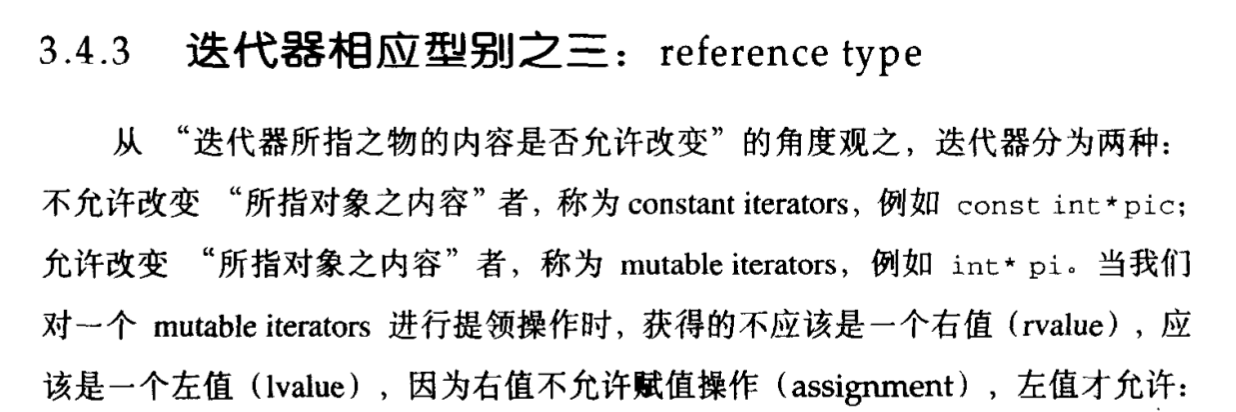 3.4.3 迭代器相应型别之三：reference type
从 “迭代器所指之物的内容是否允许改变”的角度观之，迭代器分为两种：
不允许改变 “所指对象之内容”者，称为 constant iterators，例如 const int*pic；
允许改变 “所指对象之内容”者，称为 mutable iterators，例如 int* pi。当我们
对一个 mutable iterators 进行提领操作时，获得的不应该是一个右值（rvalue），应
该是一个左值（lvalue），因为右值不允许赋值操作（assignment），左值才允许：